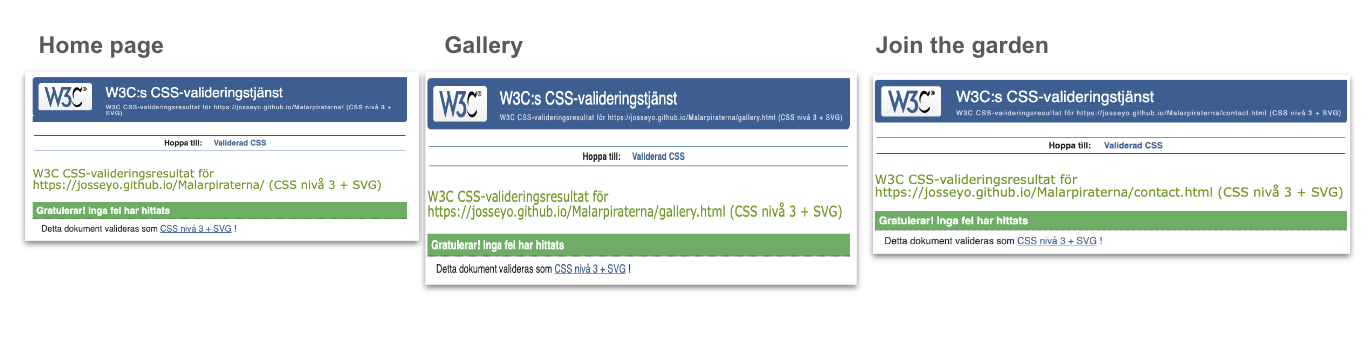 Home page
W3C®
W3C:s CSS-valideringstjänst
W3C CSS-valideringsresultat för https://josseyo.github.io/Malarpiraterna/ (CSS nivå 3 +
SVG)
Hoppa till: Validerad CSS
W3C CSS-valideringsresultat för
https://josseyo.github.io/Malarpiraterna/ (CSS nivå 3 + SVG)
Gratulerar! Inga fel har hittats
Detta dokument valideras som CSS nivå 3 + SVG !
Gallery
W3C®
W3C:s CSS-valideringstjänst
W3C CSS-valideringsresultat för https://josseyo.github.io/Malarpiraterna/gallery.html (CSS nivå 3 + SVG)
Hoppa till: Validerad CSS
W3C CSS-valideringsresultat för
https://josseyo.github.io/Malarpiraterna/gallery.html (CSS nivå 3 + SVG)
Gratulerar! Inga fel har hittats
Detta dokument valideras som CSS nivå 3 + SVG !
Join the garden
W3C®
W3C:s CSS-valideringstjänst
W3C CSS-valideringsresultat för https://josseyo.github.io/Malarpiraterna/contact.html (CSS nivå 3 + SVG)
Hoppa till: Validerad CSS
W3C CSS-valideringsresultat för
https://josseyo.github.io/Malarpiraterna/contact.html (CSS nivå 3 + SVG)
Gratulerar! Inga fel har hittats
Detta dokument valideras som CSS nivå 3 + SVG !